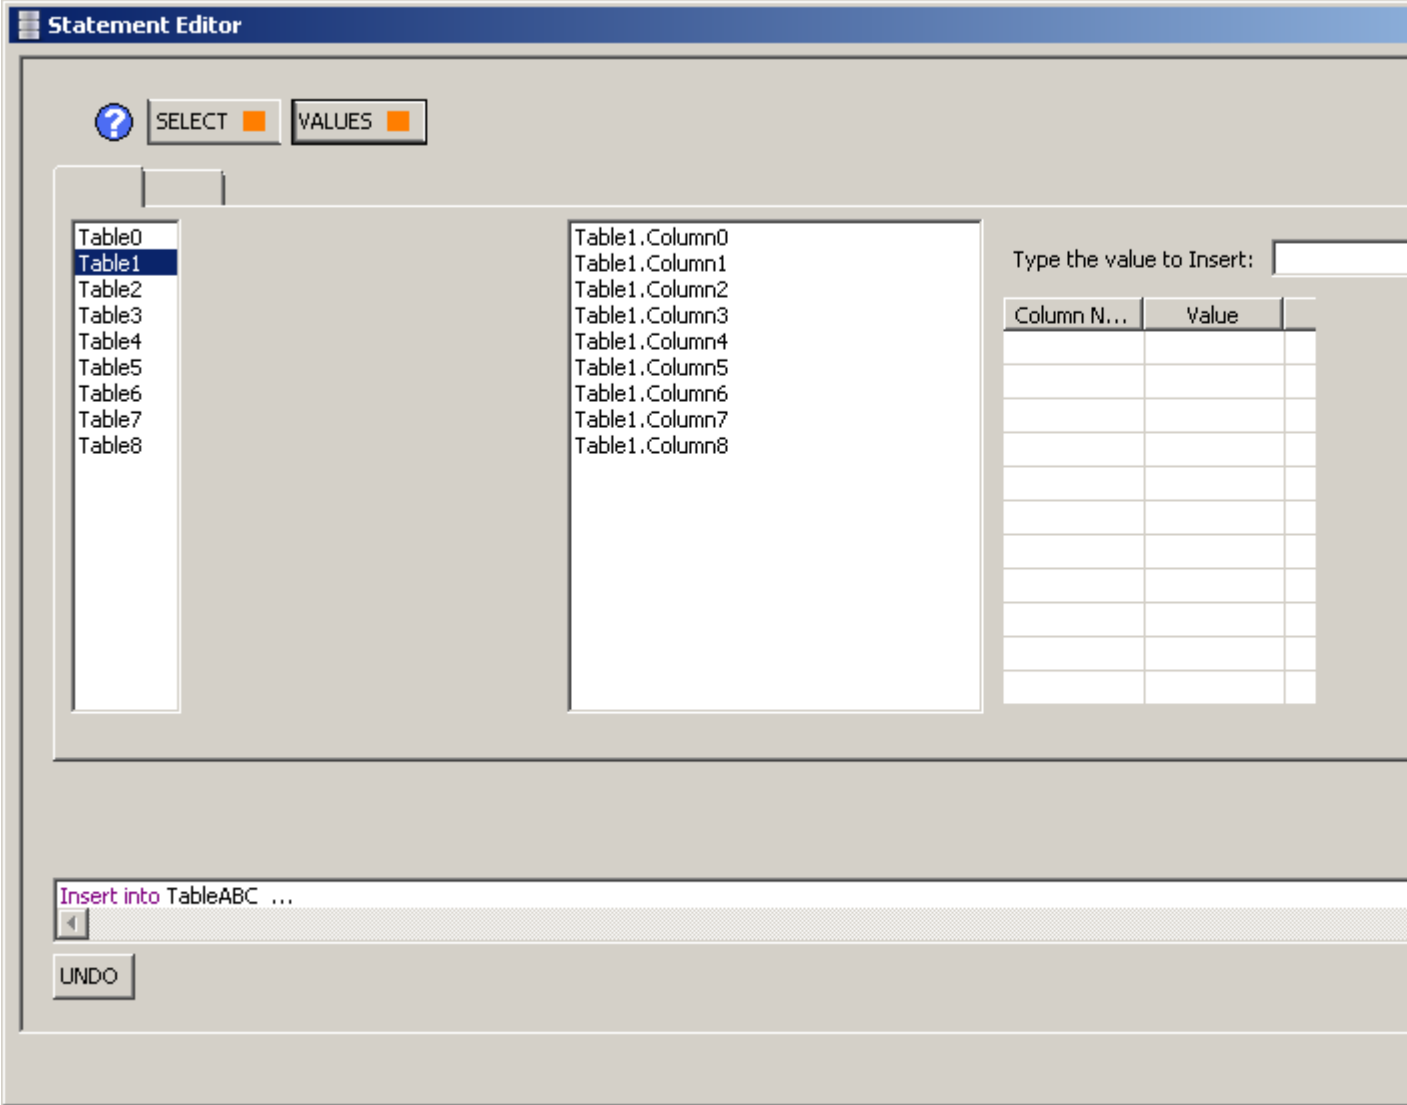 Statement Editor
SELECT
VALUES
Table0
Table1
Table2
Table3
Table4
Table5
Table6
Table7
Table8
Table1.Column0
Table1.Column1
Table1.Column2
Table1.Column3
Table1.Column4
Table1.Column5
Table1.Column6
Table1.Column7
Table1.Column8
Type the value to Insert:
Column N...
Value
Insert into TableABC ...
UNDO